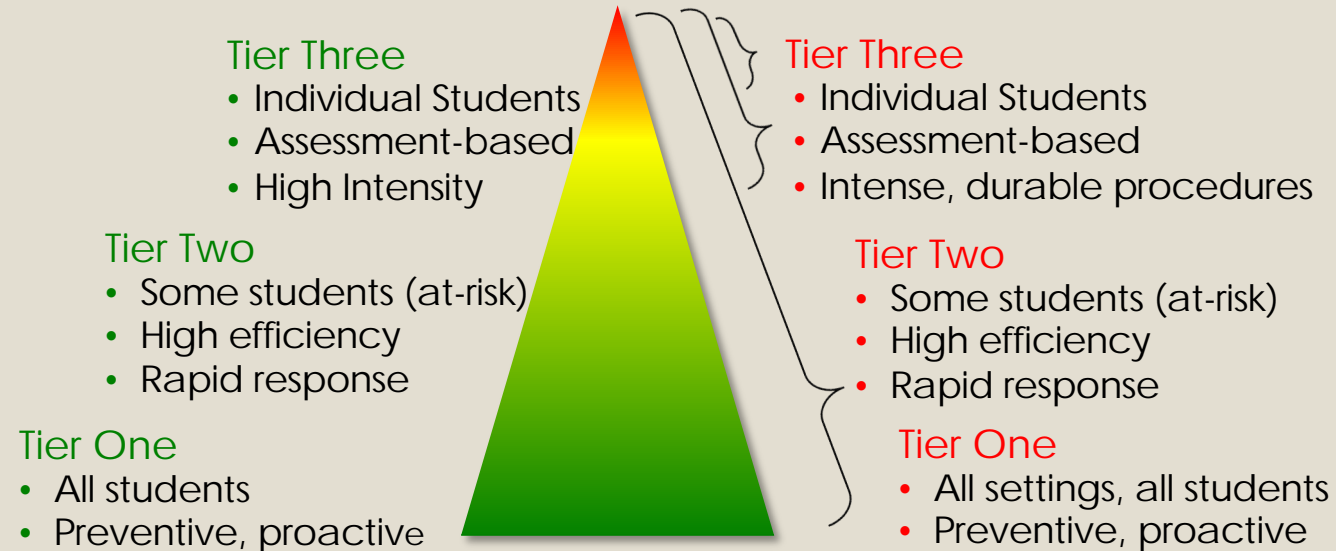 Tier Three
• Individual Students
• Assessment-based
• High Intensity
Tier Two
• Some students (at-risk)
• High efficiency
• Rapid response
Tier One
• All students
• Preventive, proactive
Tier Three
• Individual Students
• Assessment-based
• Intense, durable procedures
Tier Two
• Some students (at-risk)
• High efficiency
• Rapid response
Tier One
• All settings, all students
• Preventive, proactive